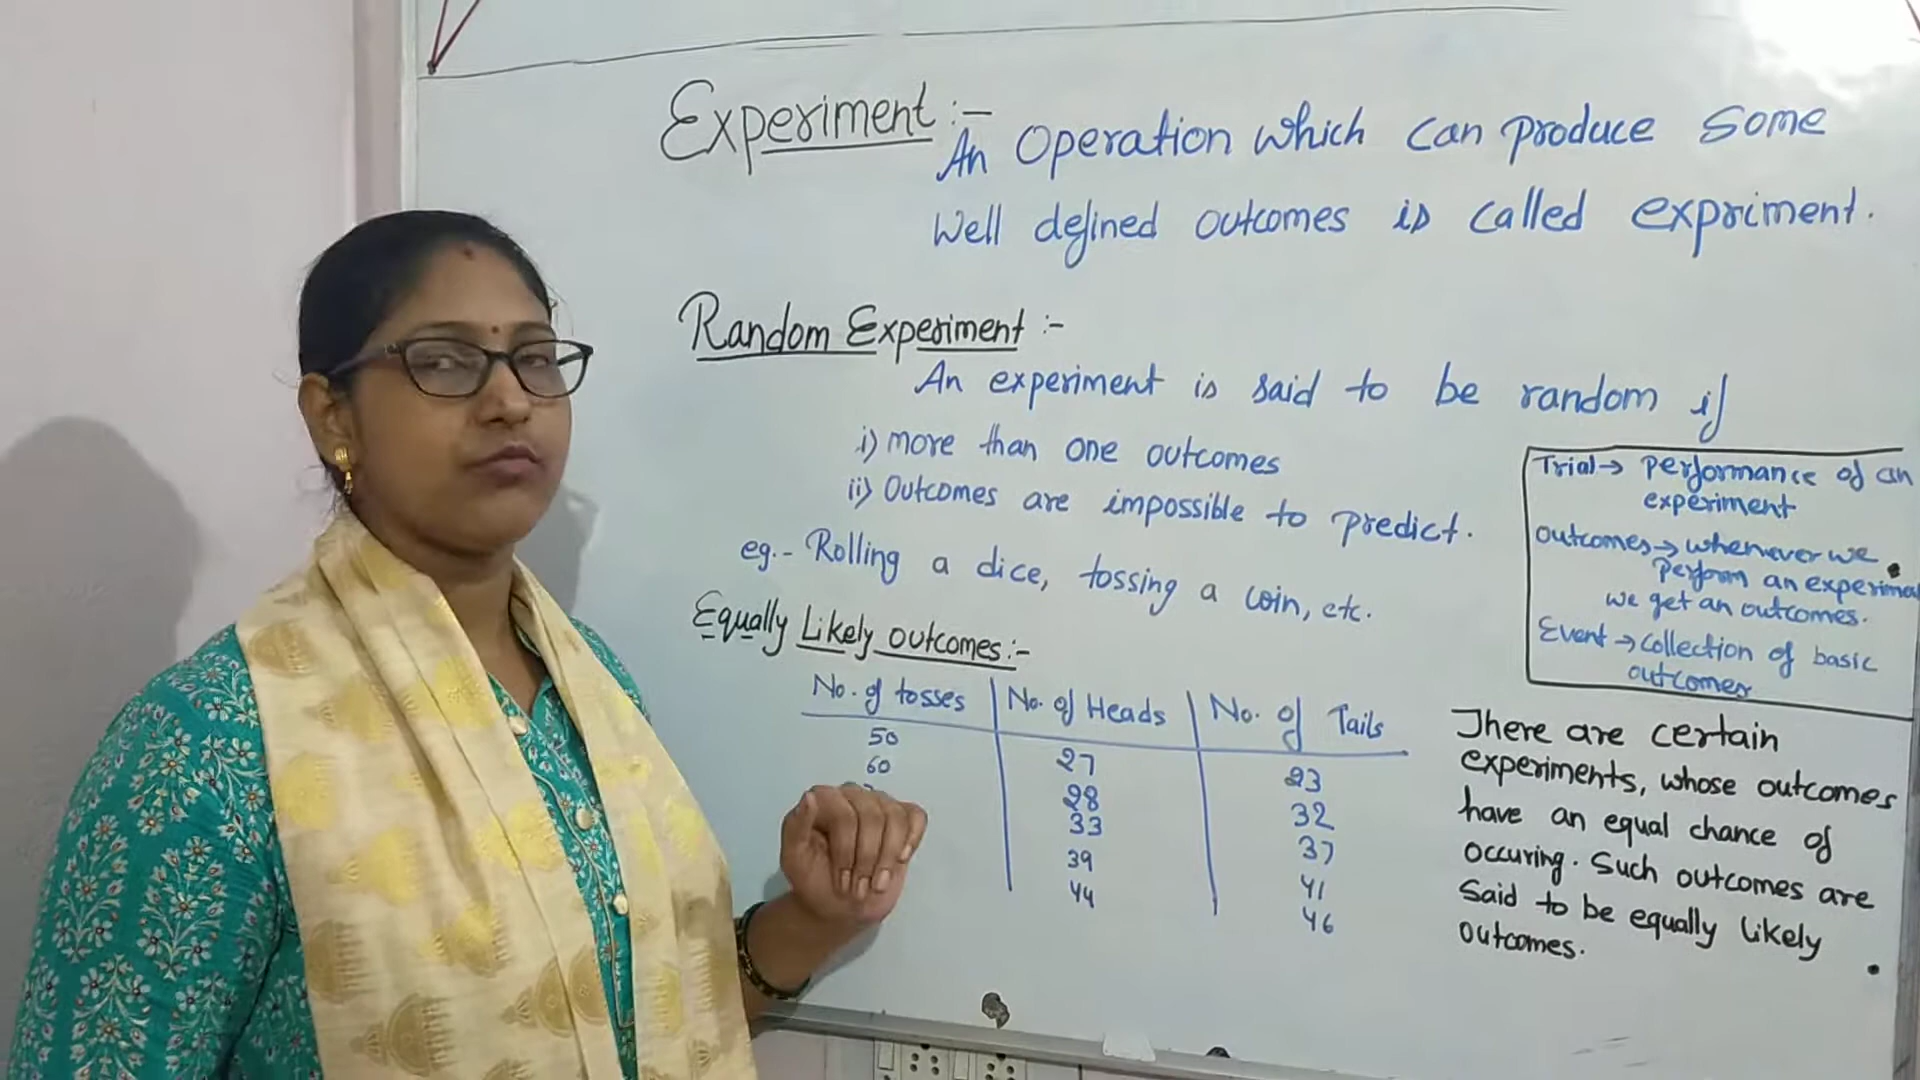 Experiment :-
An Operation which can produce some
well defined outcomes is called expriment.
Random Experiment :-
An experiment is said to be random if
i) more than one outcomes
ii) Outcomes are impossible to predict.
eg.- Rolling a dice, tossing a coin, etc.
Equally Likely outcomes:-
No. of tosses No. of Heads No. of Tails
50 27 23
60 28 32
33 37
39 41
44 46
Trial→ performance of an
experiment
Outcomes→ whenever we
perform an experimen
we get an outcomes.
Event→ collection of basic
outcomes
There are certain
experiments, whose outcomes
have an equal chance of
occuring. Such outcomes are
said to be equally likely
outcomes.